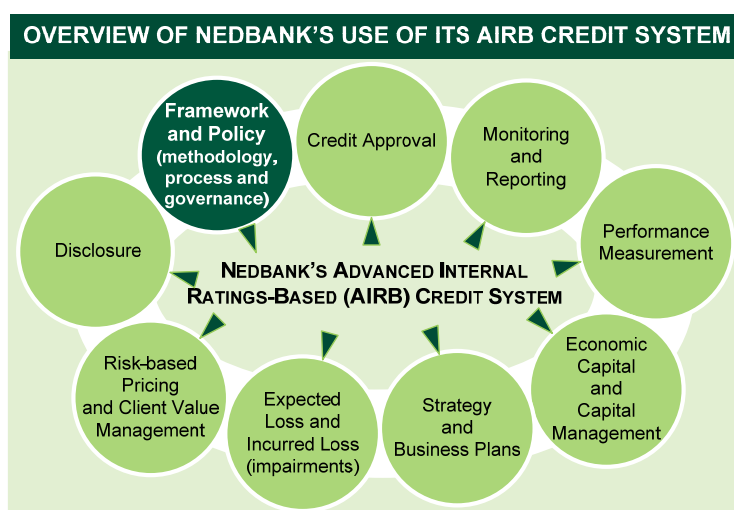 OVERVIEW OF NEDBANK'S USE OF ITS AIRB CREDIT SYSTEM
Framework
and Policy
(methodology,
process and
governance)
Credit Approval
Monitoring
and
Reporting
Performance
Measurement
Disclosure
NEDBANK'S ADVANCED INTERNAL
RATINGS-BASED (AIRB) CREDIT SYSTEM
Risk-based
Pricing
and Client Value
Management
Expected
Loss and
Incurred Loss
(impairments)
Strategy
and
Business Plans
Economic
Capital
and
Capital
Management